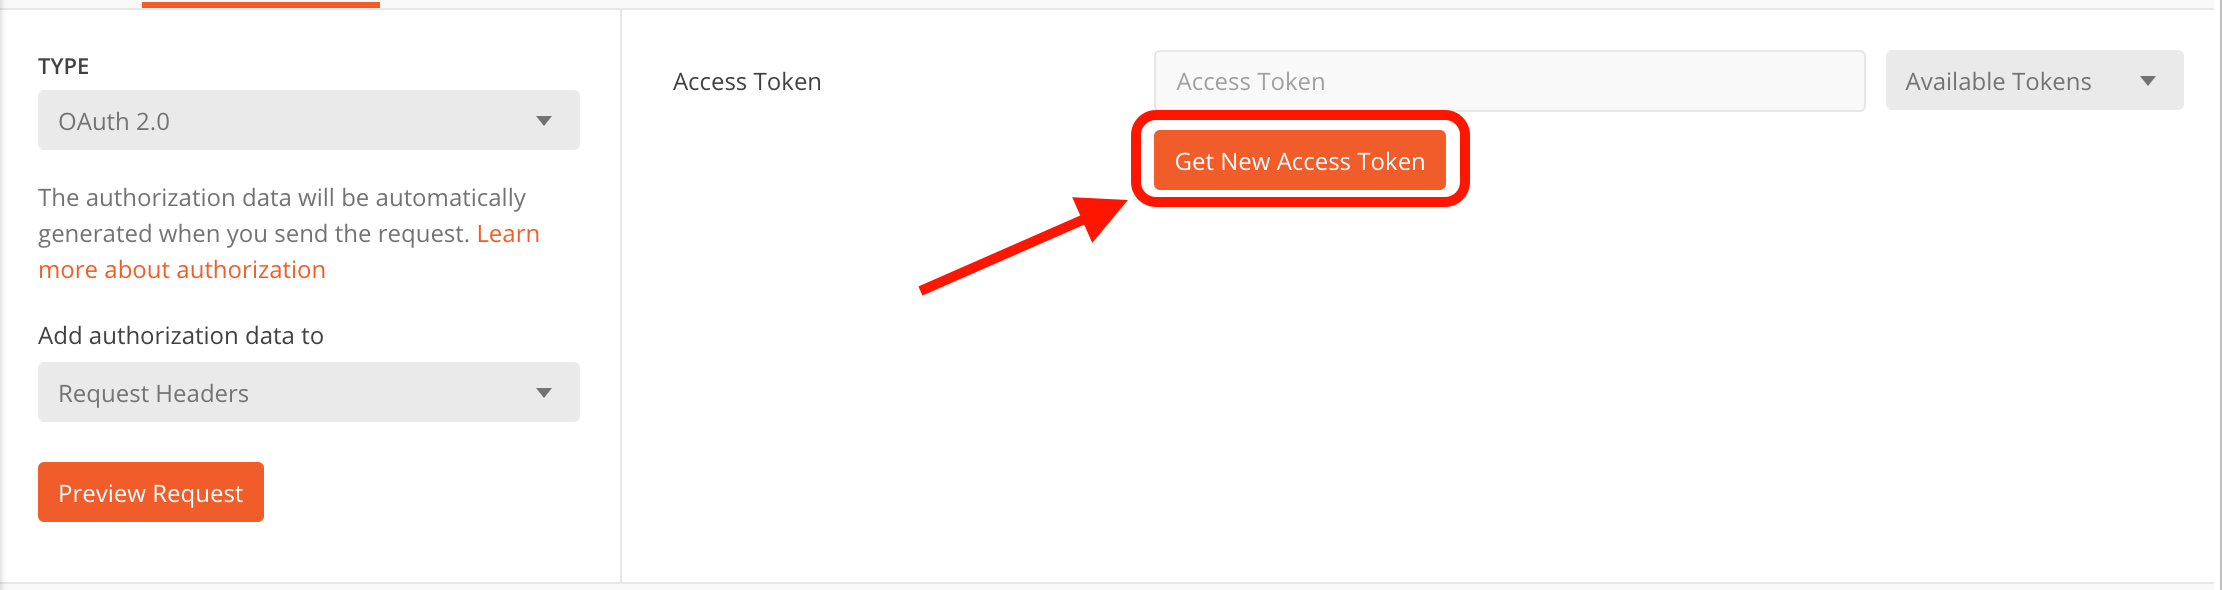 TYPE
OAuth 2.0
The authorization data will be automatically
generated when you send the request. Learn
more about authorization
Add authorization data to
Request Headers
Preview Request
Access Token
Access Token
Available Tokens
Get New Access Token